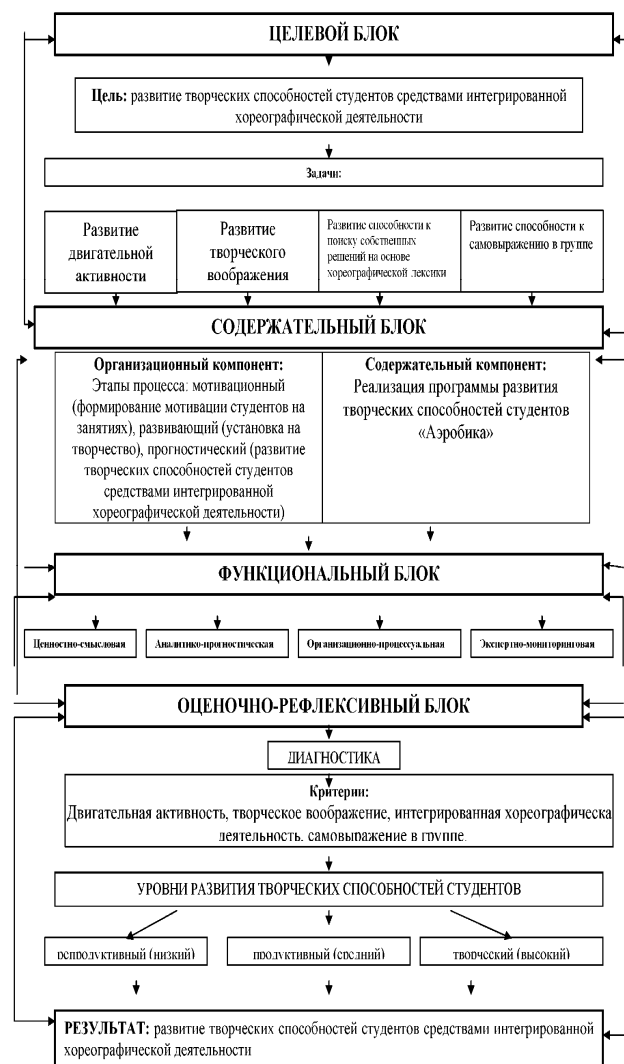 ЦЕЛЕВОЙ БЛОК
Цель: развитие творческих способностей студентов средствами интегрированной
хореографической деятельности
Задачи:
Развитие
двигательной
активности
Развитие
творческого
воображения
Развитие способности к
поиску собственных
решений на основе
хореографической лексики
Развитие способности к
самовыражению в группе
СОДЕРЖАТЕЛЬНЫЙ БЛОК
Организационный компонент:
Этапы процесса: мотивационный
(формирование мотивации студентов на
занятиях), развивающий (установка на
творчество), прогностический (развитие
творческих способностей студентов
средствами интегрированной
хореографической деятельности)
Содержательный компонент:
Реализация программы развития
творческих способностей студентов
«Аэробика»
ФУНКЦИОНАЛЬНЫЙ БЛОК
Ценностно-смысловая
Аналитико-прогностическая
Организационно-процессуальная
Экспертно-мониторинговая
ОЦЕНОЧНО-РЕФЛЕКСИВНЫЙ БЛОК
ДИАГНОСТИКА
Критерии:
Двигательная активность, творческое воображение, интегрированная хореографическа
деятельность, самовыражение в группе.
УРОВНИ РАЗВИТИЯ ТВОРЧЕСКИХ СПОСОБНОСТЕЙ СТУДЕНТОВ
репродуктивный (низкий)
продуктивный (средний)
творческий (высокий)
РЕЗУЛЬТАТ: развитие творческих способностей студентов средствами интегрированной
хореографической деятельности